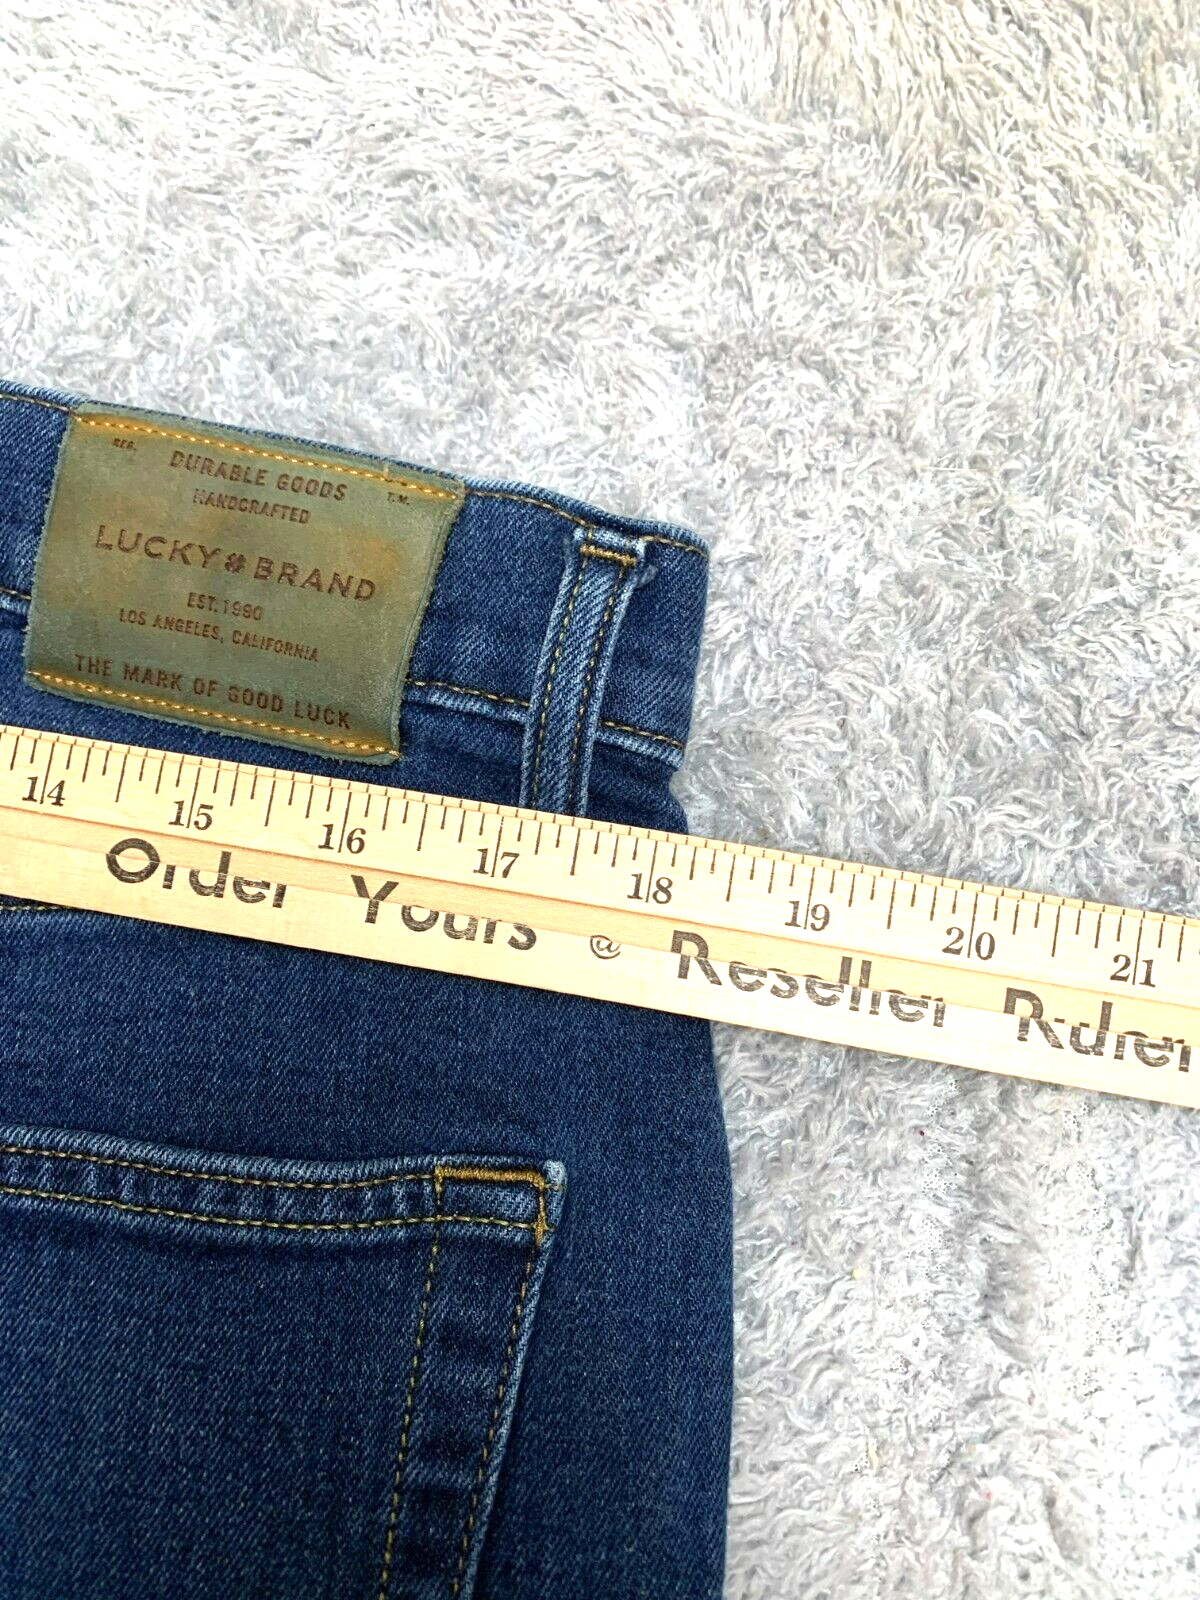 REG.
DURABLE GOODS
T.M.
HANDCRAFTED
LUCKY BRAND
EST. 1990
LOS ANGELES, CALIFORNIA
THE MARK OF GOOD LUCK
14 15 16 17 18 19 20 21
Order Yours @ Reseller Ruler